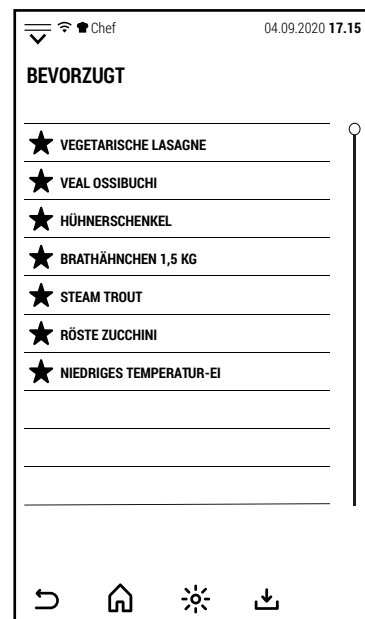 Chef 04.09.2020 17.15
BEVORZUGT
VEGETARISCHE LASAGNE
VEAL OSSIBUCHI
HÜHNERSCHENKEL
BRATHÄHNCHEN 1,5 KG
STEAM TROUT
RÖSTE ZUCCHINI
NIEDRIGES TEMPERATUR-EI